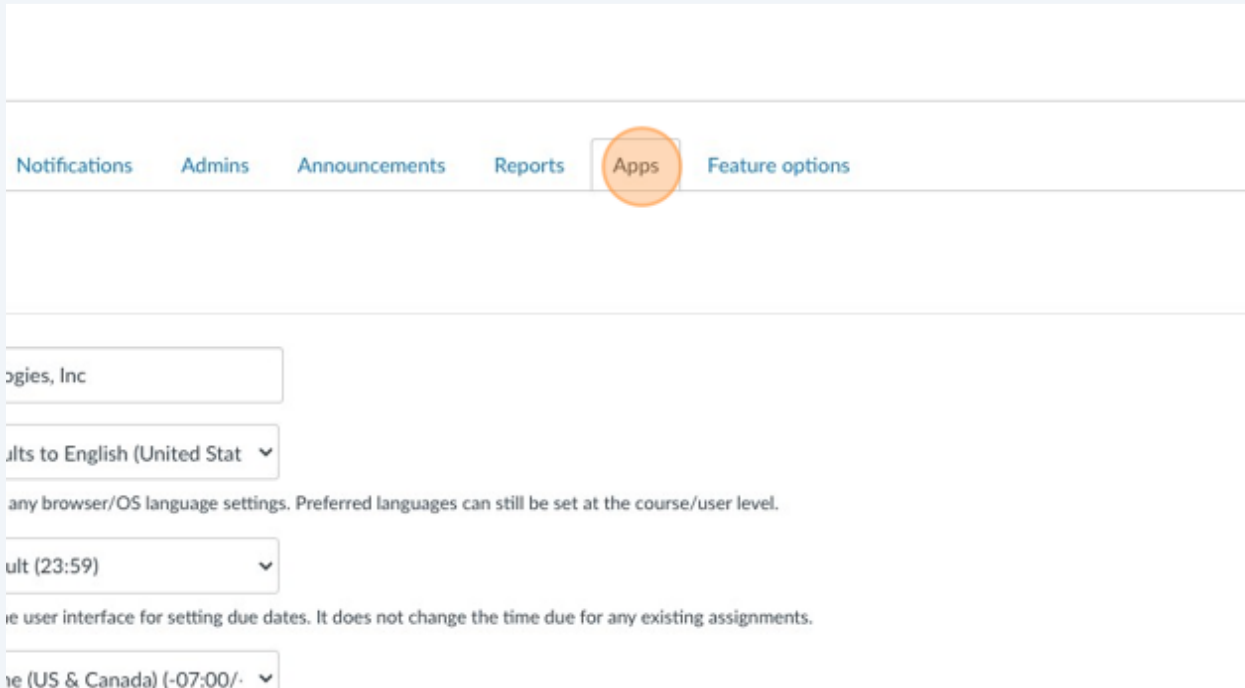 Notifications Admins Announcements Reports Apps Feature options
ogies, Inc
ults to English (United Stat
any browser/OS language settings. Preferred languages can still be set at the course/user level.
ult (23:59)
e user interface for setting due dates. It does not change the time due for any existing assignments.
e (US & Canada) (-07:00/-